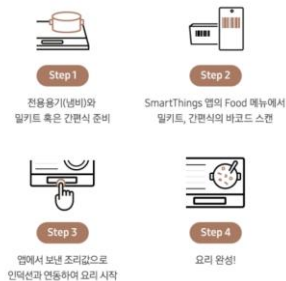 Step 1
전용용기(냄비)와
밀키트 혹은 간편식 준비
Step 2
SmartThings 앱의 Food 메뉴에서
밀키트, 간편식의 바코드 스캔
Step 3
앱에서 보낸 조리값으로
인덕션과 연동하여 요리 시작
Step 4
요리 완성!